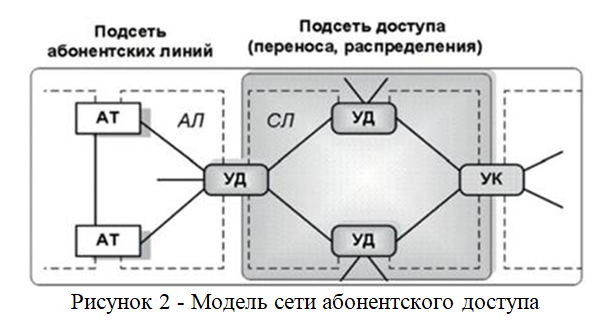 Подсеть
абонентских линий
Подсеть доступа
(переноса, распределения)
АТ
АЛ
СЛ
УД
УД
УК
АТ
УД
Рисунок 2 - Модель сети абонентского доступа